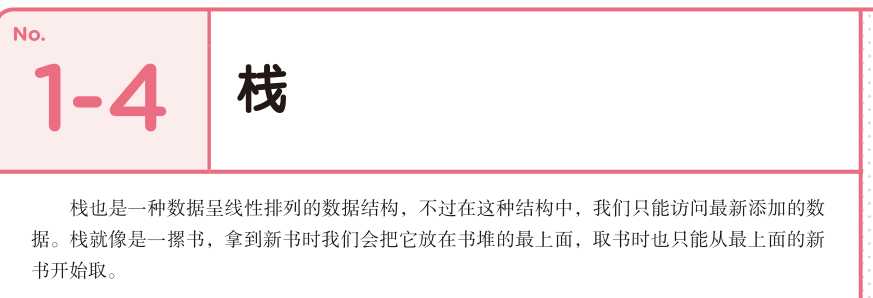 No.
1-4
栈
栈也是一种数据呈线性排列的数据结构，不过在这种结构中，我们只能访问最新添加的数
据。栈就像是一摞书，拿到新书时我们会把它放在书堆的最上面，取书时也只能从最上面的新
书开始取。